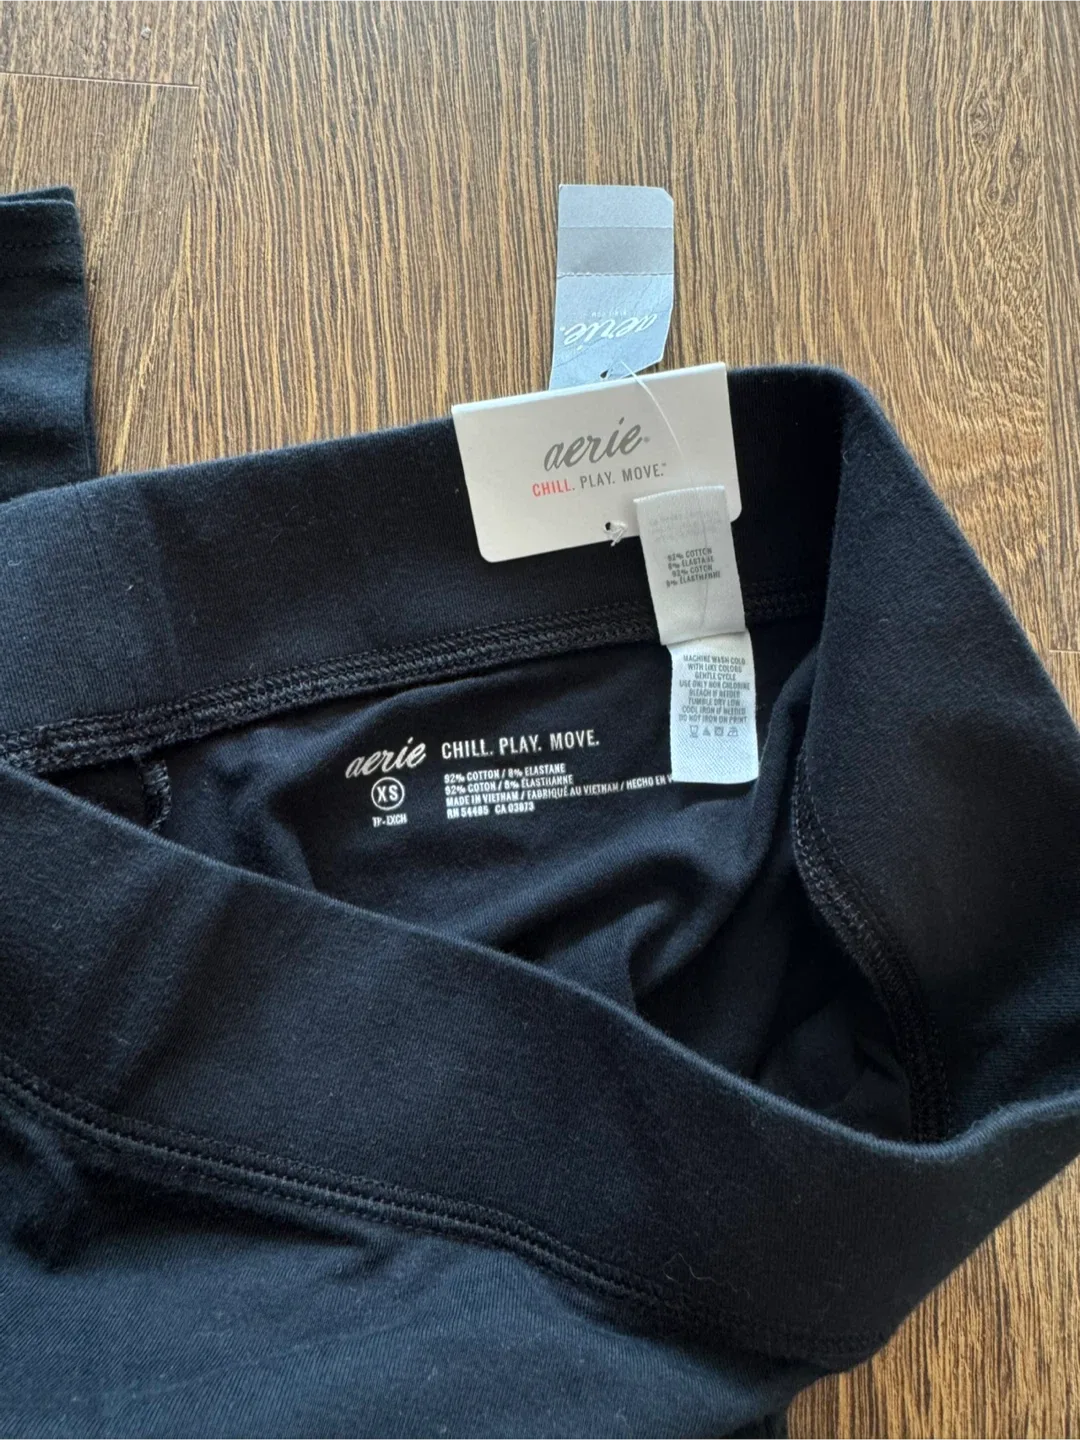 aerie
aerie®
CHILL. PLAY. MOVE.™
92% COTTON
8% ELASTANE
92% COTON
8% ELASTHANNE
MACHINE WASH COLD
WITH LIKE COLORS
GENTLE CYCLE
USE ONLY NON CHLORINE
BLEACH IF NEEDED
TUMBLE DRY LOW
COOL IRON IF NEEDED
DO NOT IRON ON PRINT
aerie CHILL. PLAY. MOVE.
XS
92% COTTON / 8% ELASTANE
92% COTON / 8% ÉLASTHANNE
MADE IN VIETNAM / FABRIQUÉ AU VIETNAM / HECHO EN V
RN 54485 CA 03973